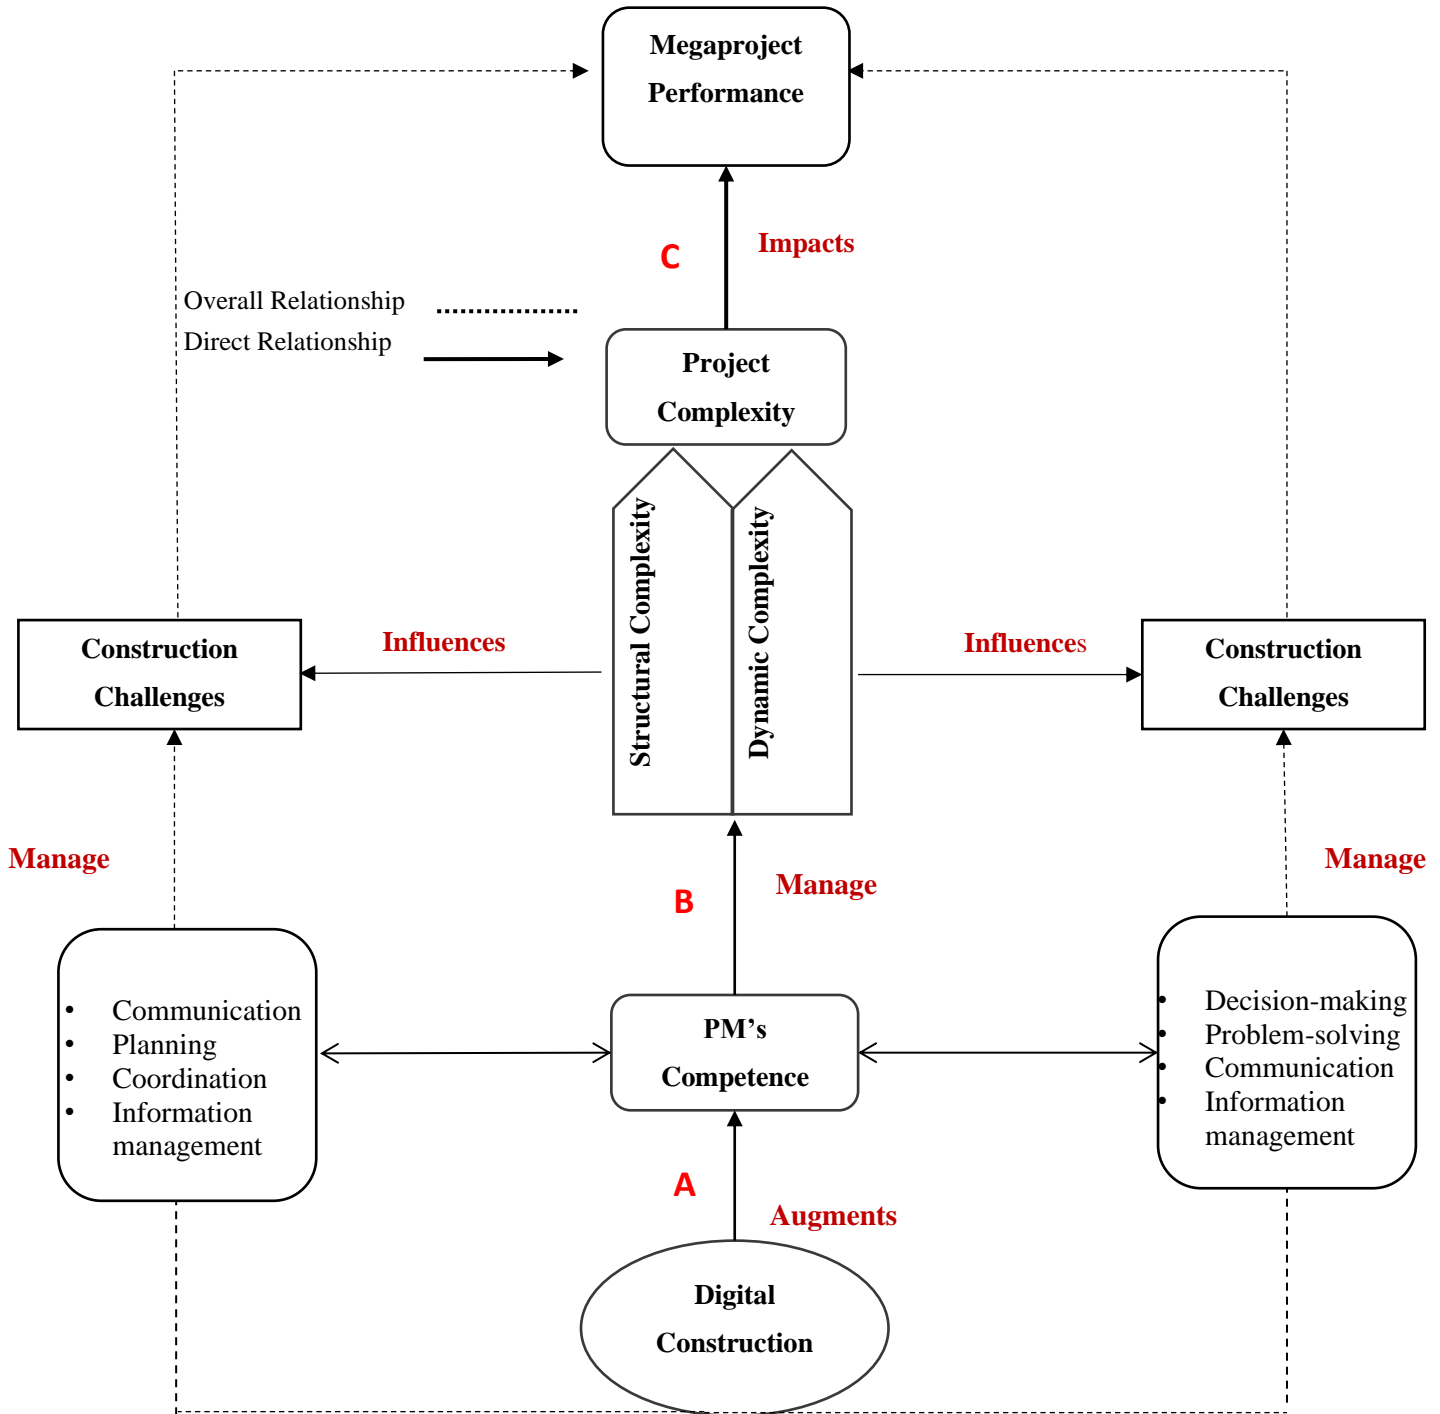 Megaproject
Performance
C
Impacts
Overall Relationship
Direct Relationship
Project
Complexity
Structural Complexity
Dynamic Complexity
Construction
Challenges
Influences
Influences
Construction
Challenges
Manage
B
Manage
Manage
• Communication
• Planning
• Coordination
• Information
management
PM’s
Competence
• Decision-making
• Problem-solving
• Communication
• Information
management
A
Augments
Digital
Construction